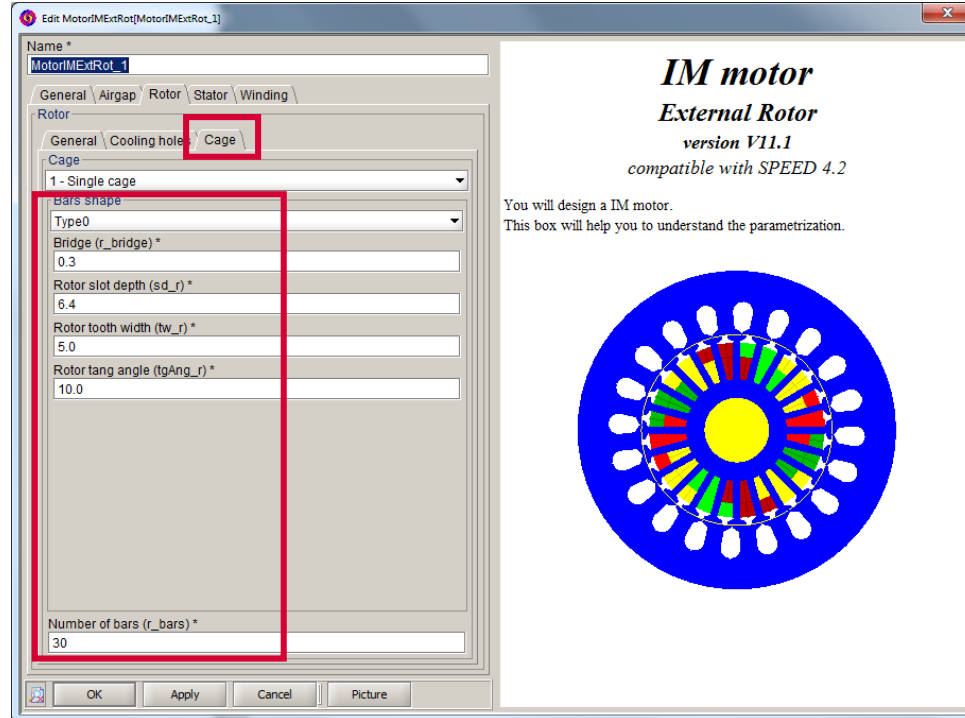 Edit MotorIMExtRot[MotorIMExtRot_1]
Name *
MotorIMExtRot_1
General Airgap Rotor Stator Winding
Rotor
General Cooling holes Cage
Cage
1 - Single cage
Bars shape
Type0
Bridge (r_bridge) *
0.3
Rotor slot depth (sd_r) *
6.4
Rotor tooth width (tw_r) *
5.0
Rotor tang angle (tgAng_r) *
10.0
Number of bars (r_bars) *
30
OK Apply Cancel Picture
IM motor
External Rotor
version V11.1
compatible with SPEED 4.2
You will design a IM motor.
This box will help you to understand the parametrization.